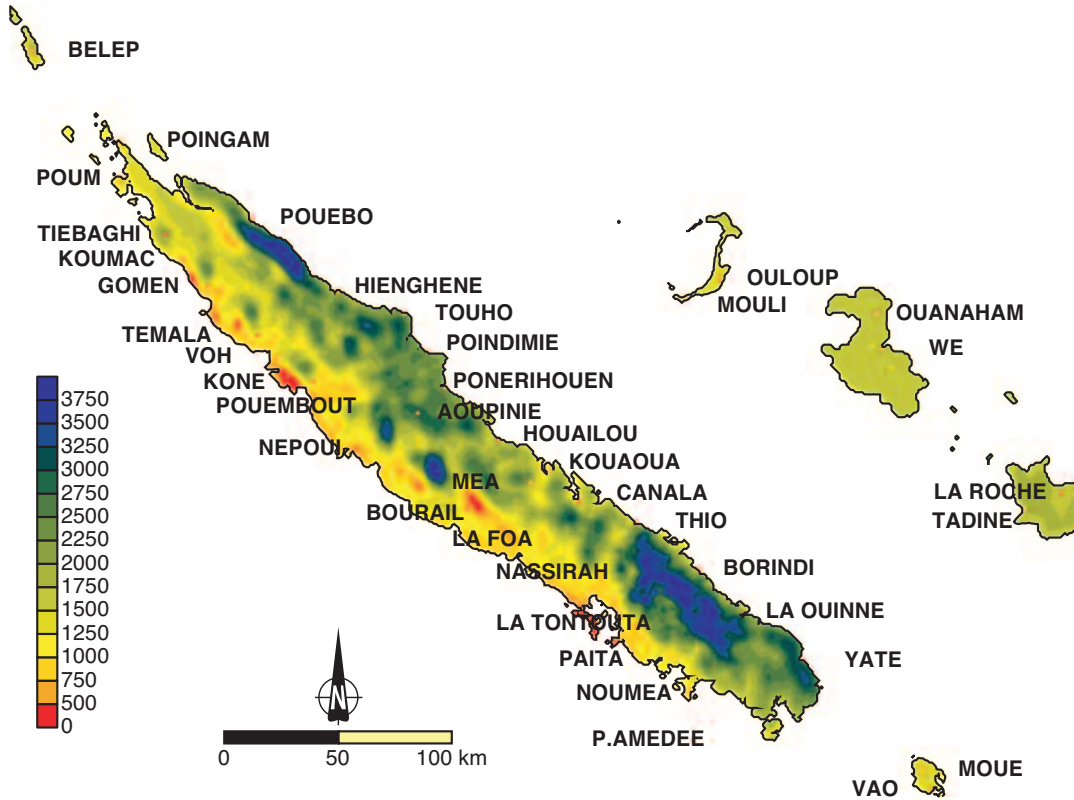 BELEP
POINGAM
POUM
POUEBO
TIEBAGHI
KOUMAC
GOMEN
HIENGHENE
OULOUP
MOULI
TOUHO
OUANAHAM
TEMALA
POINDIMIE
WE
VOH
KONE
PONERIHOUEN
POUEMBOUT
AOUPINIE
HOUAILOU
NEPOUI
KOUAOUA
MEA
CANALA
LA ROCHE
BOURAIL
THIO
TADINE
LA FOA
NASSIRAH
BORINDI
LA OUINNE
LA TONTOUTA
PAITA
YATE
NOUMEA
P.AMEDEE
MOUE
VAO
3750
3500
3250
3000
2750
2500
2250
2000
1750
1500
1250
1000
750
500
0
N
0 50 100 km